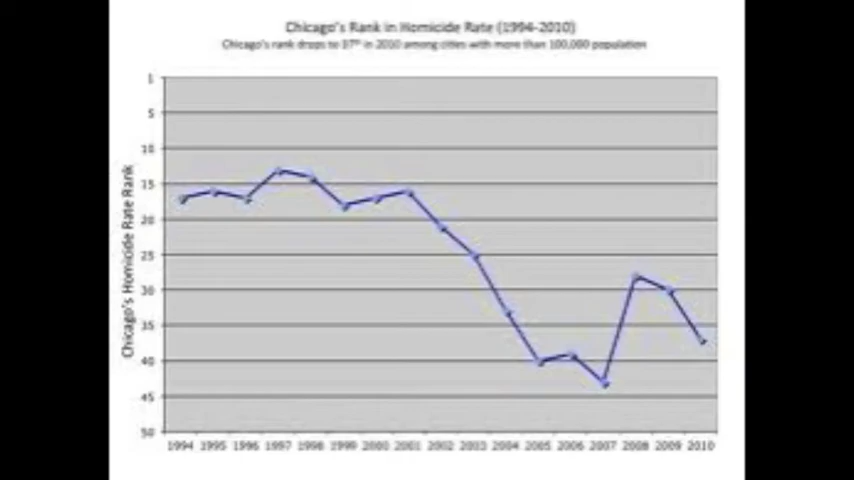 Chicago's Rank in Homicide Rate (1994-2010)
Chicago's rank drops to 37th in 2010 among cities with more than 100,000 population
Chicago's Homicide Rate Rank
1
5
10
15
20
25
30
35
40
45
50
1994 1995 1996 1997 1998 1999 2000 2001 2002 2003 2004 2005 2006 2007 2008 2009 2010